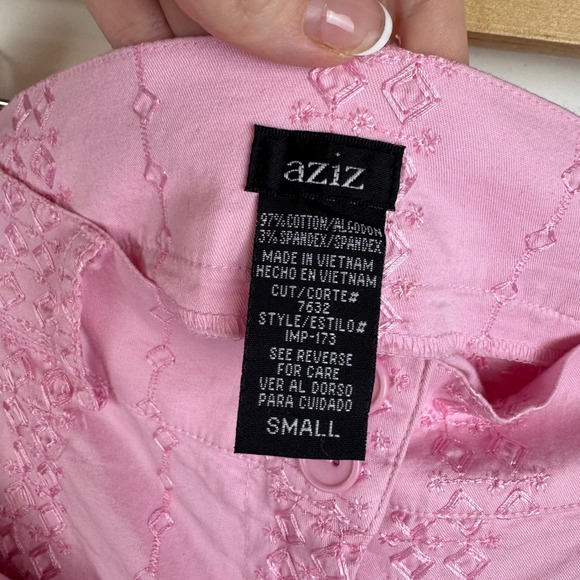 aziz
97% COTTON/ALGODON
3% SPANDEX/SPANDEX
MADE IN VIETNAM
HECHO EN VIETNAM
CUT/CORTE#
7632
STYLE/ESTILO#
IMP-173
SEE REVERSE
FOR CARE
VER AL DORSO
PARA CUIDADO
SMALL